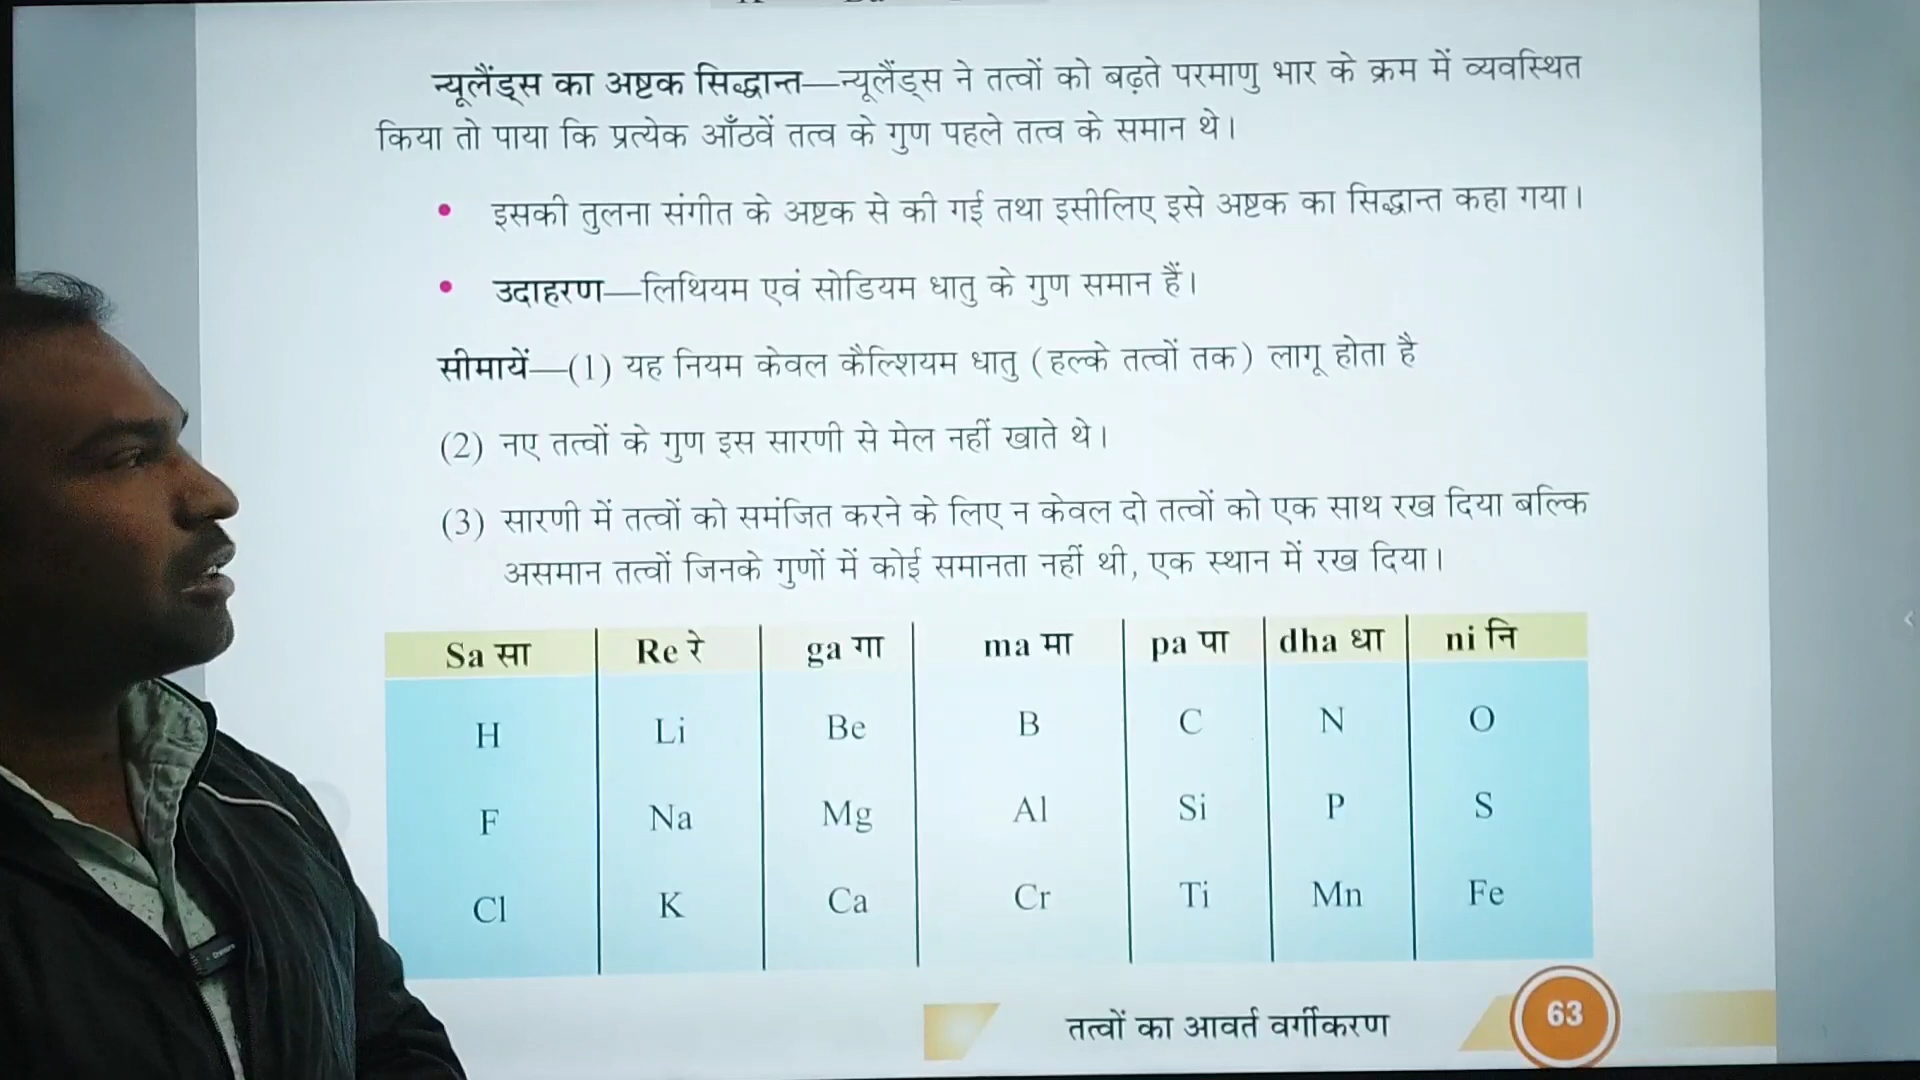 न्यूलैंड्स का अष्टक सिद्धान्त—न्यूलैंड्स ने तत्वों को बढ़ते परमाणु भार के क्रम में व्यवस्थित
किया तो पाया कि प्रत्येक आँठवें तत्व के गुण पहले तत्व के समान थे।
• इसकी तुलना संगीत के अष्टक से की गई तथा इसीलिए इसे अष्टक का सिद्धान्त कहा गया।
• उदाहरण—लिथियम एवं सोडियम धातु के गुण समान हैं।
सीमायें—(1) यह नियम केवल कैल्शियम धातु (हल्के तत्वों तक) लागू होता है
(2) नए तत्वों के गुण इस सारणी से मेल नहीं खाते थे।
(3) सारणी में तत्वों को समंजित करने के लिए न केवल दो तत्वों को एक साथ रख दिया बल्कि
असमान तत्वों जिनके गुणों में कोई समानता नहीं थी, एक स्थान में रख दिया।
Sa सा Re रे ga गा ma मा pa पा dha धा ni नि
H Li Be B C N O
F Na Mg Al Si P S
Cl K Ca Cr Ti Mn Fe
तत्वों का आवर्त वर्गीकरण 63